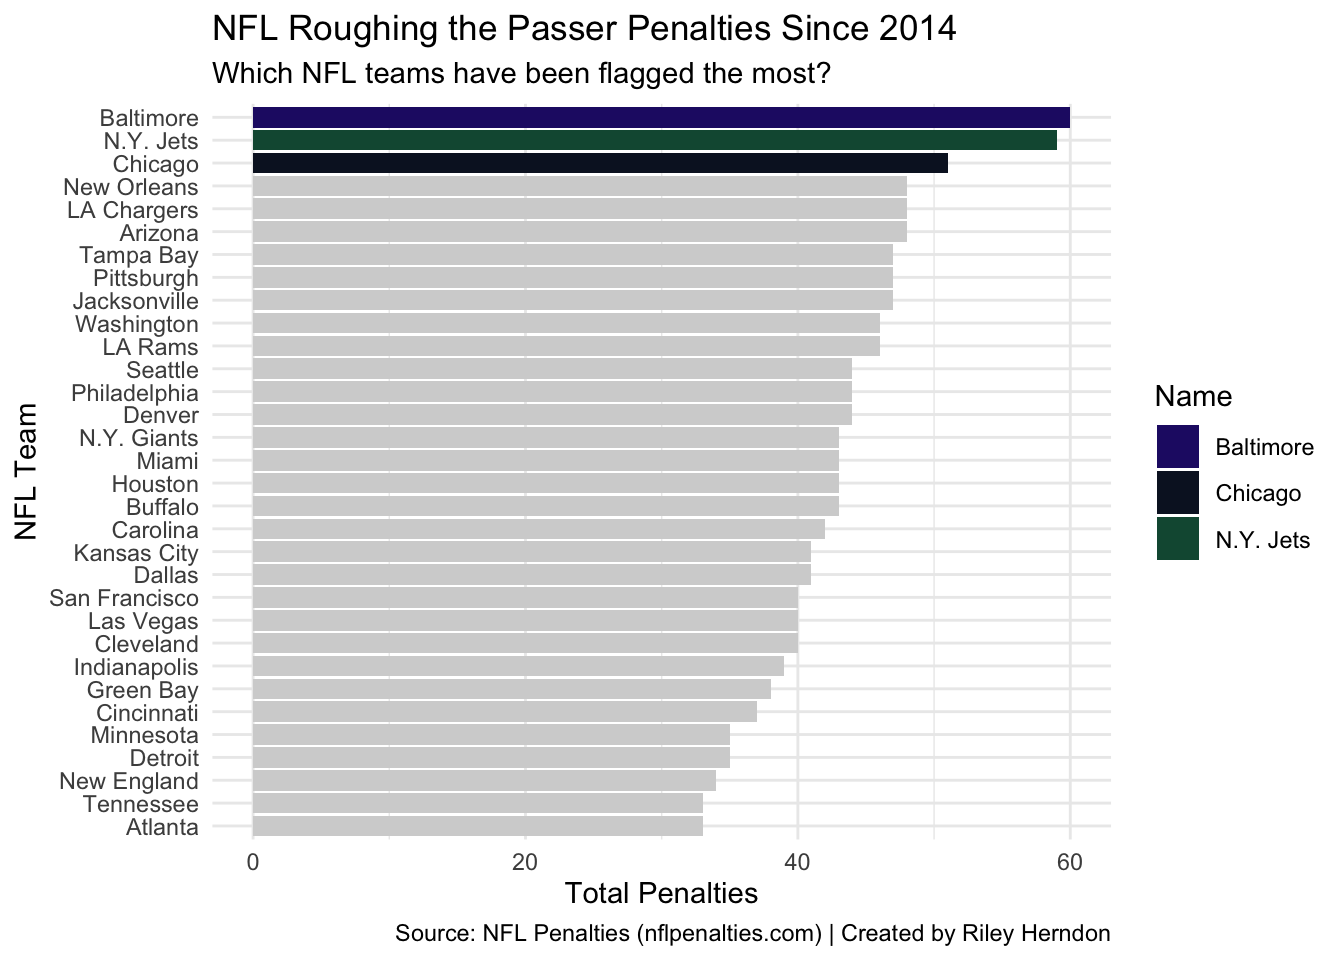 NFL Roughing the Passer Penalties Since 2014
Which NFL teams have been flagged the most?
Baltimore
N.Y. Jets
Chicago
New Orleans
LA Chargers
Arizona
Tampa Bay
Pittsburgh
Jacksonville
Washington
LA Rams
Seattle
Philadelphia
Denver
N.Y. Giants
Miami
Houston
Buffalo
Carolina
Kansas City
Dallas
San Francisco
Las Vegas
Cleveland
Indianapolis
Green Bay
Cincinnati
Minnesota
Detroit
New England
Tennessee
Atlanta
NFL Team
0 20 40 60
Total Penalties
Name
Baltimore
Chicago
N.Y. Jets
Source: NFL Penalties (nflpenalties.com) | Created by Riley Herndon